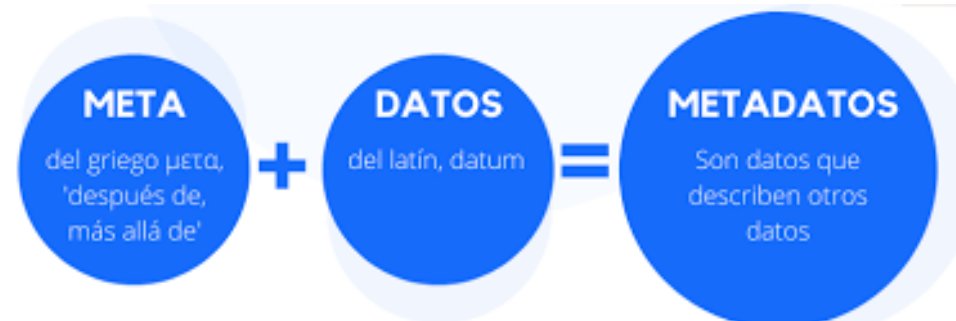 META
del griego μετα,
'después de,
más allá de'
+
DATOS
del latín, datum
=
METADATOS
Son datos que
describen otros
datos